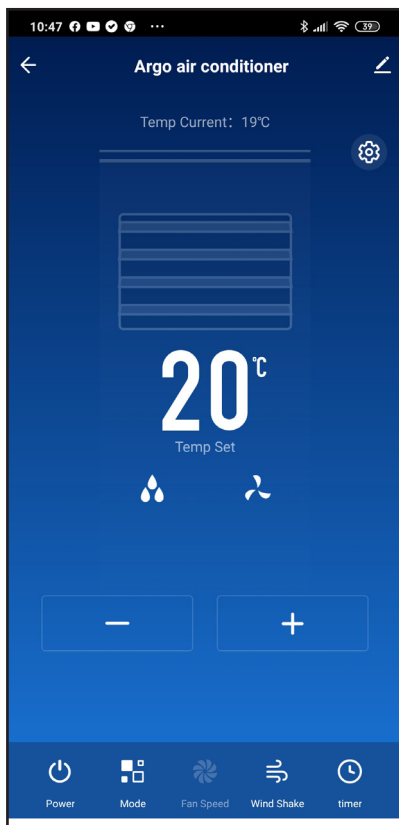 10:47 39
Argo air conditioner
Temp Current: 19℃
20℃
Temp Set
Power Mode Fan Speed Wind Shake timer